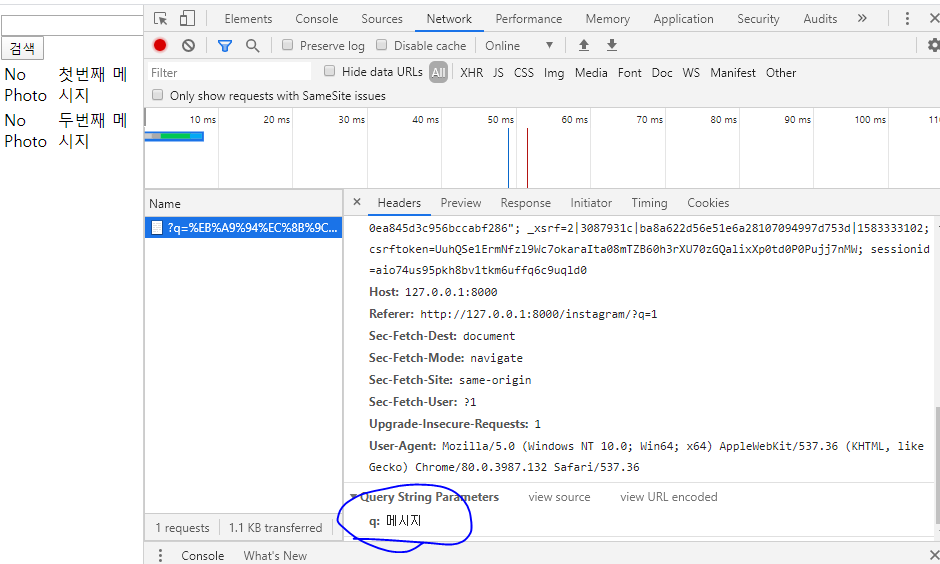 검색
No 첫번째 메
Photo 시지
No 두번째 메
Photo 시지
Elements Console Sources Network Performance Memory Application Security Audits »
Preserve log Disable cache Online
Filter Hide data URLs All XHR JS CSS Img Media Font Doc WS Manifest Other
Only show requests with SameSite issues
10 ms 20 ms 30 ms 40 ms 50 ms 60 ms 70 ms 80 ms 90 ms 100 ms 110
Name
?q=%EB%A9%94%EC%8B%9C...
1 requests 1.1 KB transferred
× Headers Preview Response Initiator Timing Cookies
0ea845d3c956bccabf286"; _xsrf=2|3087931c|ba8a622d56e51e6a28107094997d753d|1583333102;
csrftoken=UuhQSe1ErmNfzl9Wc7okaraIta08mTZB60h3rXU70zGQalixXp0td0P0Pujj7nMW; sessionid
=aio74us95pkh8bv1tkm6uffq6c9uqld0
Host: 127.0.0.1:8000
Referer: http://127.0.0.1:8000/instagram/?q=1
Sec-Fetch-Dest: document
Sec-Fetch-Mode: navigate
Sec-Fetch-Site: same-origin
Sec-Fetch-User: ?1
Upgrade-Insecure-Requests: 1
User-Agent: Mozilla/5.0 (Windows NT 10.0; Win64; x64) AppleWebKit/537.36 (KHTML, like
Gecko) Chrome/80.0.3987.132 Safari/537.36
Query String Parameters view source view URL encoded
q: 메시지
Console What's New